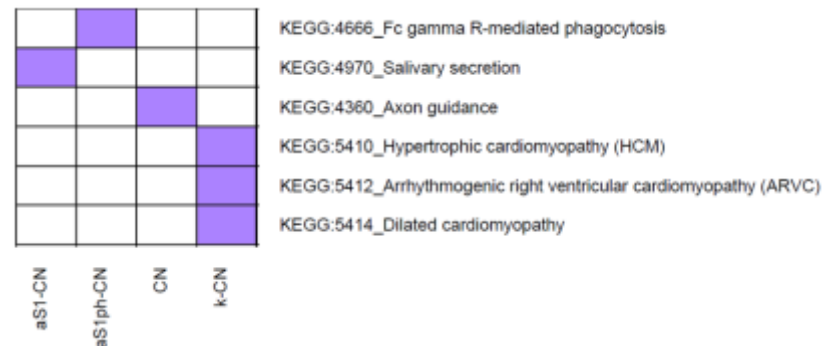 KEGG:4666_Fc gamma R-mediated phagocytosis
KEGG:4970_Salivary secretion
KEGG:4360_Axon guidance
KEGG:5410_Hypertrophic cardiomyopathy (HCM)
KEGG:5412_Arrhythmogenic right ventricular cardiomyopathy (ARVC)
KEGG:5414_Dilated cardiomyopathy
aS1-CN
aS1ph-CN
CN
k-CN